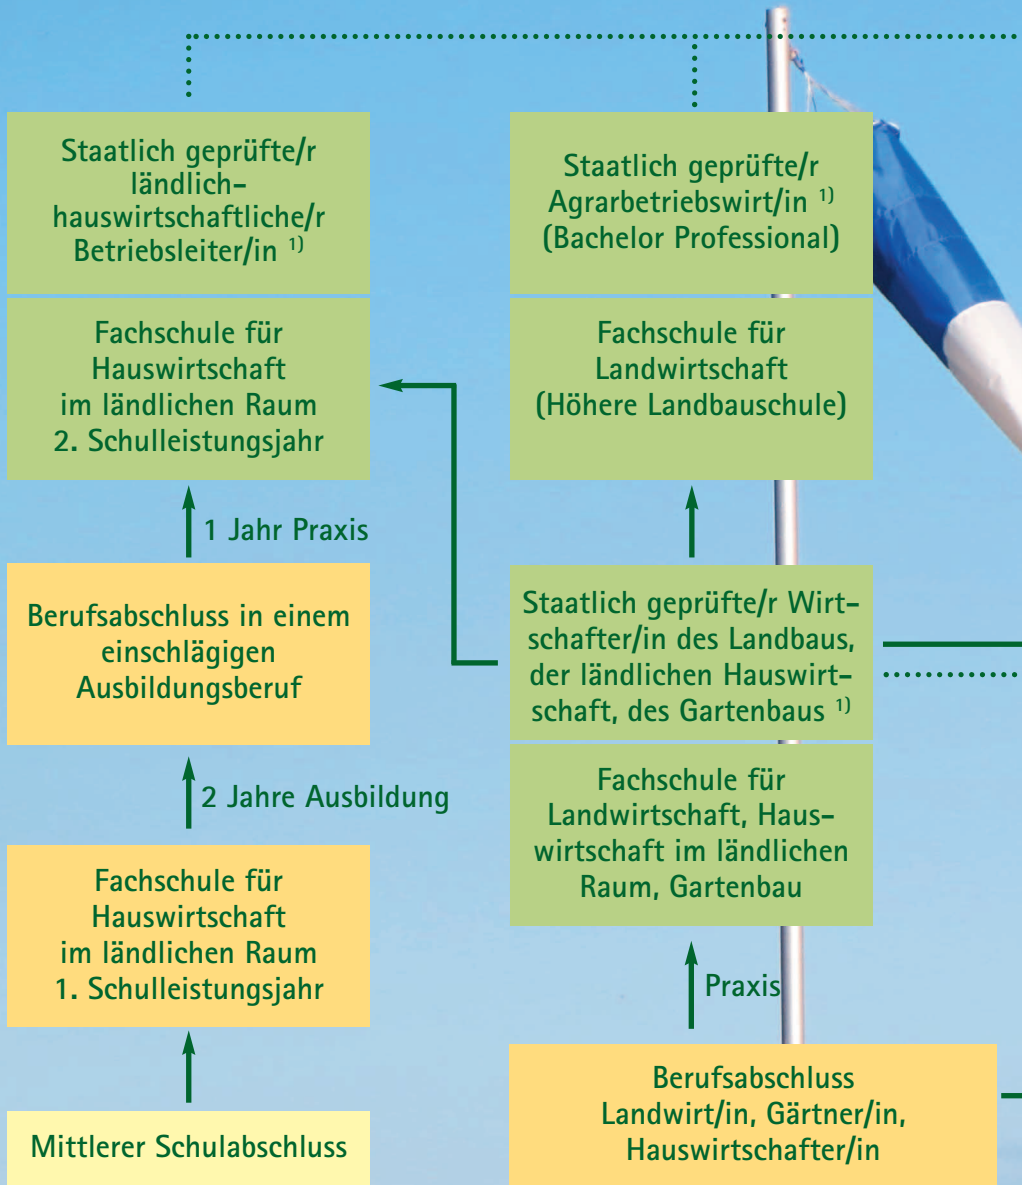 Staatlich geprüfte/r
ländlich-
hauswirtschaftliche/r
Betriebsleiter/in ¹⁾
Fachschule für
Hauswirtschaft
im ländlichen Raum
2. Schulleistungsjahr
1 Jahr Praxis
Berufsabschluss in einem
einschlägigen
Ausbildungsberuf
2 Jahre Ausbildung
Fachschule für
Hauswirtschaft
im ländlichen Raum
1. Schulleistungsjahr
Mittlerer Schulabschluss
Staatlich geprüfte/r
Agrarbetriebswirt/in ¹⁾
(Bachelor Professional)
Fachschule für
Landwirtschaft
(Höhere Landbauschule)
Staatlich geprüfte/r Wirt-
schafter/in des Landbaus,
der ländlichen Hauswirt-
schaft, des Gartenbaus ¹⁾
Fachschule für
Landwirtschaft, Haus-
wirtschaft im ländlichen
Raum, Gartenbau
Praxis
Berufsabschluss
Landwirt/in, Gärtner/in,
Hauswirtschafter/in